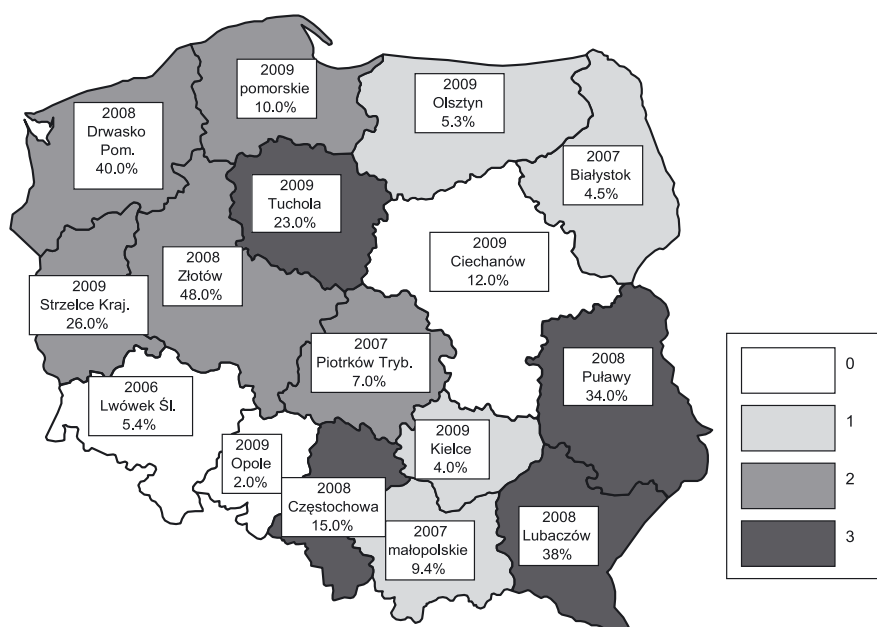 2009
pomorskie
10.0%
2009
Olsztyn
5.3%
2008
Drwasko
Pom.
40.0%
2007
Białystok
4.5%
2009
Tuchola
23.0%
2009
Ciechanów
12.0%
2008
Złotów
48.0%
2009
Strzelce Kraj.
26.0%
2007
Piotrków Tryb.
7.0%
2008
Puławy
34.0%
2006
Lwówek Śl.
5.4%
2009
Kielce
4.0%
2009
Opole
2.0%
2008
Częstochowa
15.0%
2007
małopolskie
9.4%
2008
Lubaczów
38%
0
1
2
3